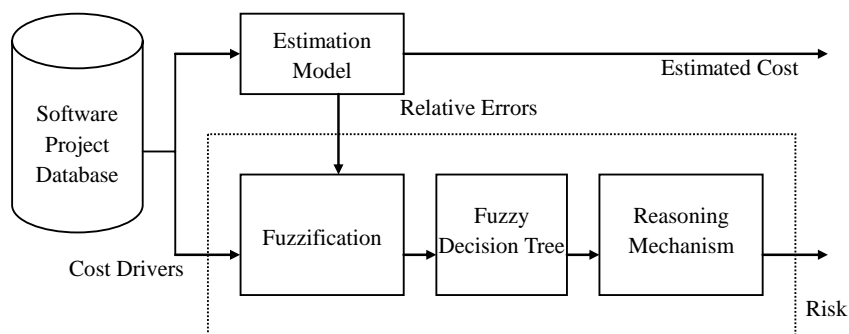 Software
Project
Database
Estimation
Model
Estimated Cost
Relative Errors
Fuzzification
Fuzzy
Decision Tree
Reasoning
Mechanism
Cost Drivers
Risk